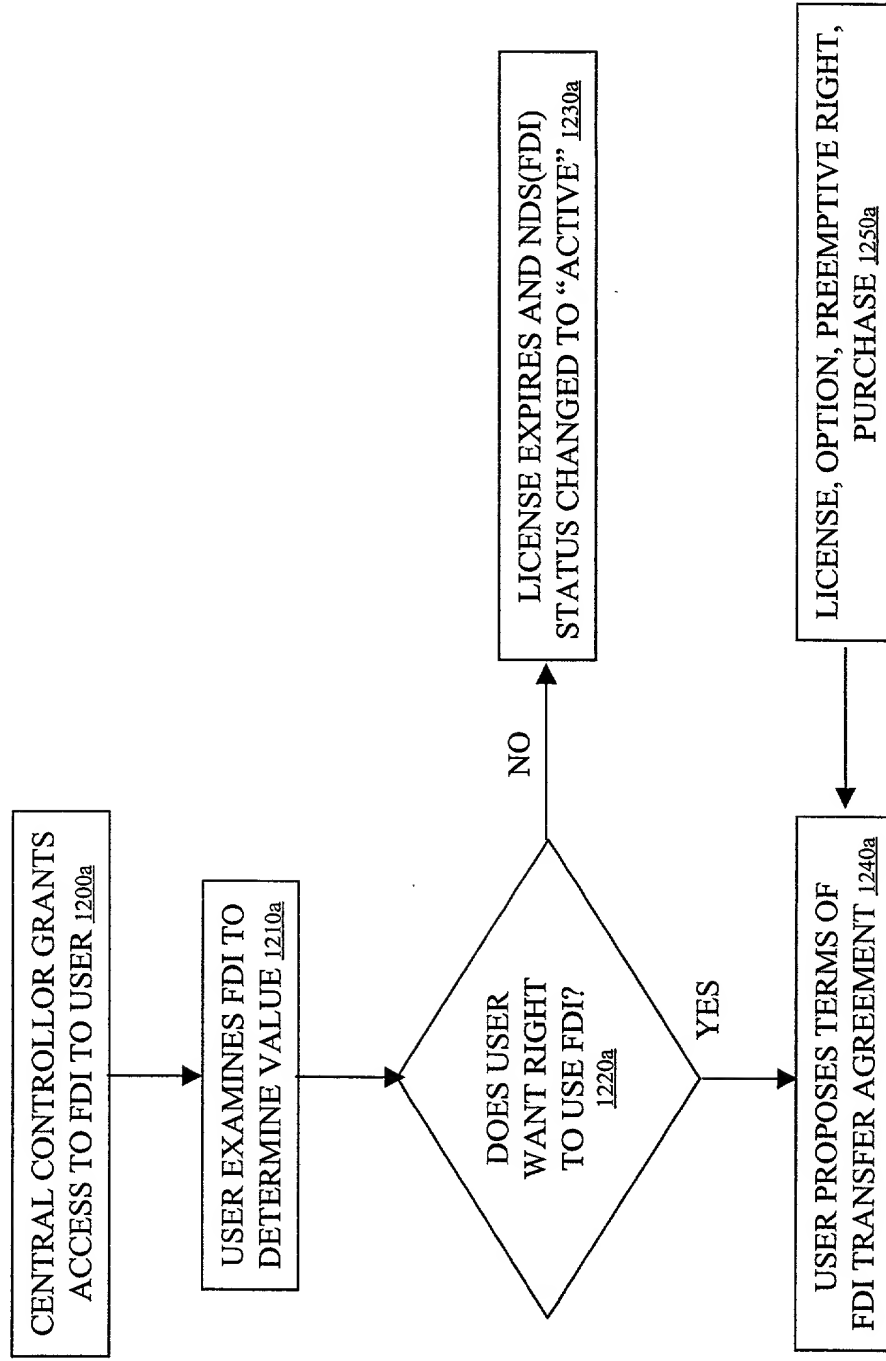 CENTRAL CONTROLLOR GRANTS
ACCESS TO FDI TO USER 1200a
USER EXAMINES FDI TO
DETERMINE VALUE 1210a
DOES USER
WANT RIGHT
TO USE FDI?
1220a
NO
LICENSE EXPIRES AND NDS(FDI)
STATUS CHANGED TO “ACTIVE” 1230a
YES
USER PROPOSES TERMS OF
FDI TRANSFER AGREEMENT 1240a
LICENSE, OPTION, PREEMPTIVE RIGHT,
PURCHASE 1250a